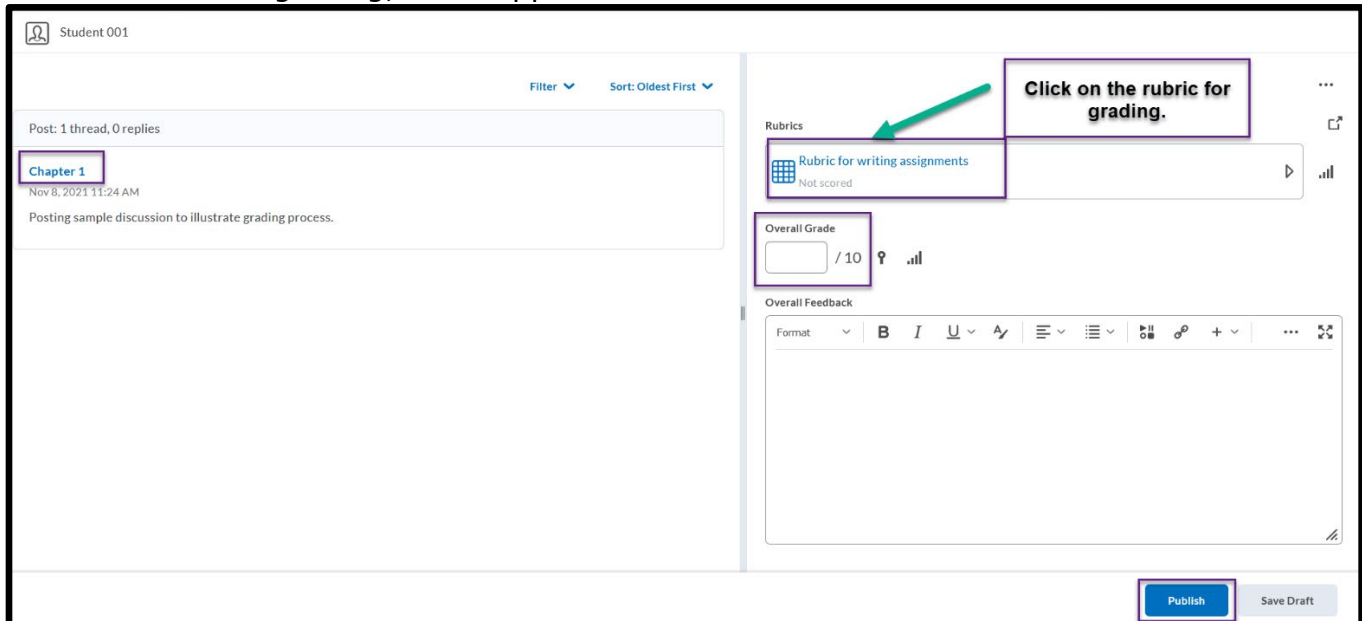 Student 001
Filter
Sort: Oldest First
Post: 1 thread, 0 replies
Chapter 1
Nov 8, 2021 11:24 AM
Posting sample discussion to illustrate grading process.
Click on the rubric for
grading.
Rubrics
Rubric for writing assignments
Not scored
Overall Grade
/ 10
Overall Feedback
Format
B I U
Publish
Save Draft